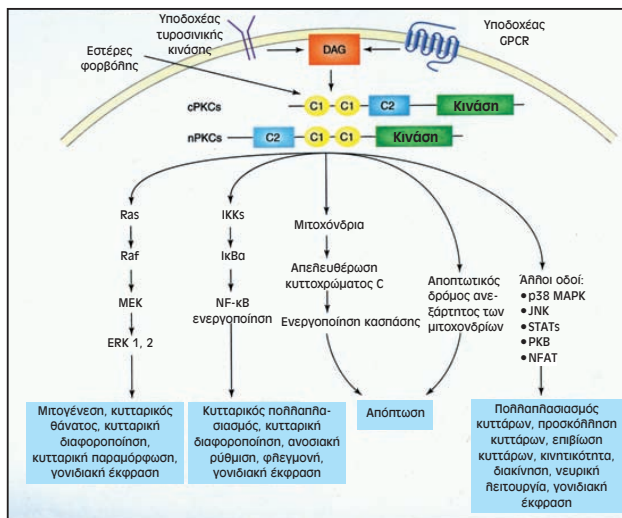 Υποδοχέας
τυροσινικής
κινάσης
Υποδοχέας
GPCR
Εστέρες
φορβόλης
DAG
cPKCs
C1
C1
C2
Κινάση
nPKCs
C2
C1
C1
Κινάση
Ras
Raf
MEK
ERK 1, 2
IKKs
IκBα
NF-κB
ενεργοποίηση
Μιτοχόνδρια
Απελευθέρωση
κυττοχρώματος C
Ενεργοποίηση κασπάσης
Αποπτωτικός
δρόμος ανε-
ξάρτητος των
μιτοχονδρίων
Άλλοι οδοί:
•p38 MAPK
•JNK
•STATs
•PKB
•NFAT
Μιτογένεση, κυτταρικός
θάνατος, κυτταρική
διαφοροποίηση,
κυτταρική παραμόρφωση,
γονιδιακή έκφραση
Κυτταρικός πολλαπλα-
σιασμός, κυτταρική
διαφοροποίηση, ανοσιακή
ρύθμιση, φλεγμονή,
γονιδιακή έκφραση
Απόπτωση
Πολλαπλασιασμός
κυττάρων, προσκόλληση
κυττάρων, επιβίωση
κυττάρων, κινητικότητα,
διακίνηση, νευρική
λειτουργία, γονιδιακή
έκφραση